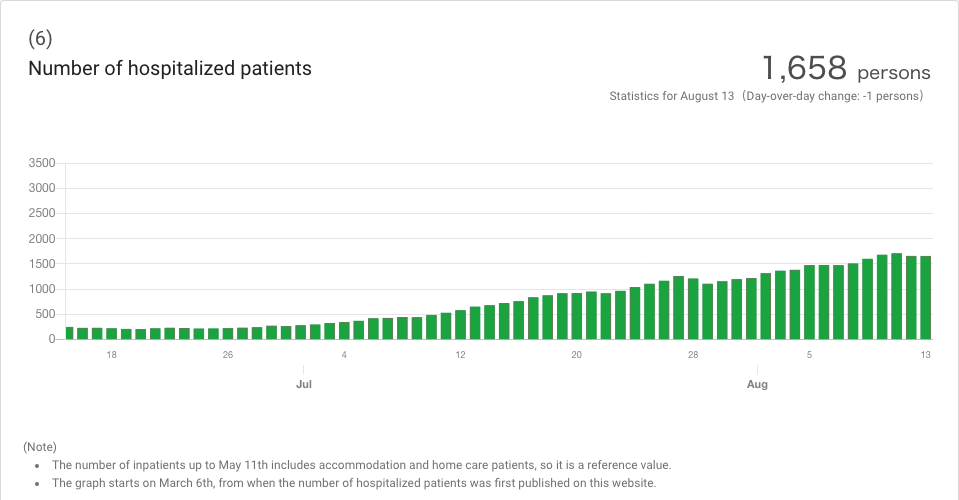 (6)
Number of hospitalized patients
1,658 persons
Statistics for August 13 (Day-over-day change: -1 persons)
3500
3000
2500
2000
1500
1000
500
0
18 26 4 12 20 28 5 13
Jul Aug
(Note)
• The number of inpatients up to May 11th includes accommodation and home care patients, so it is a reference value.
• The graph starts on March 6th, from when the number of hospitalized patients was first published on this website.